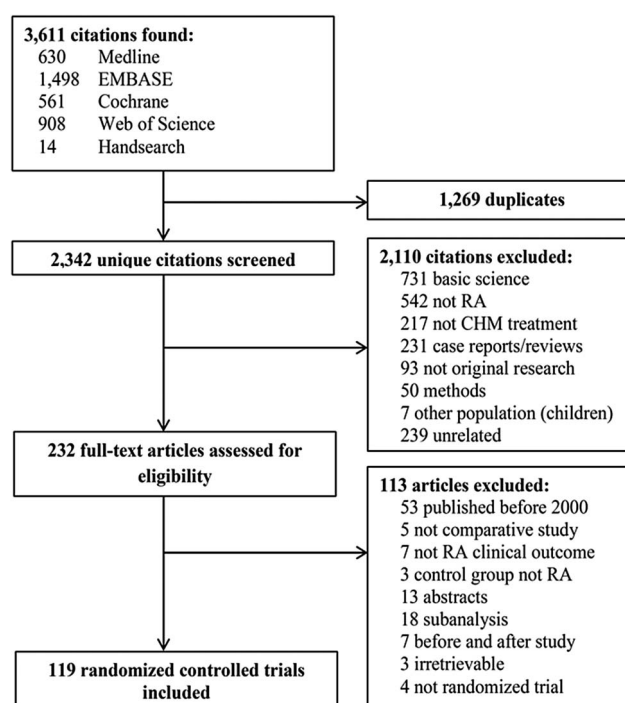 3,611 citations found:
630 Medline
1,498 EMBASE
561 Cochrane
908 Web of Science
14 Handsearch
1,269 duplicates
2,342 unique citations screened
2,110 citations excluded:
731 basic science
542 not RA
217 not CHM treatment
231 case reports/reviews
93 not original research
50 methods
7 other population (children)
239 unrelated
232 full-text articles assessed for
eligibility
113 articles excluded:
53 published before 2000
5 not comparative study
7 not RA clinical outcome
3 control group not RA
13 abstracts
18 subanalysis
7 before and after study
3 irretrievable
4 not randomized trial
119 randomized controlled trials
included